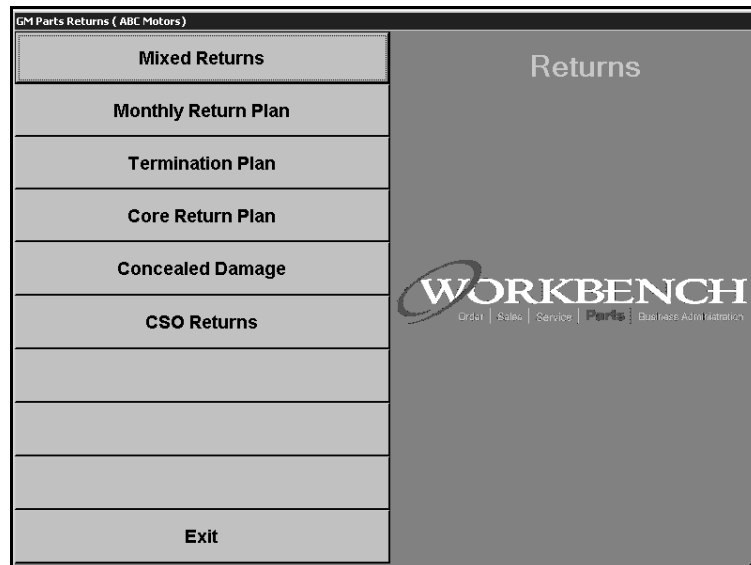 GM Parts Returns ( ABC Motors )
Mixed Returns
Monthly Return Plan
Termination Plan
Core Return Plan
Concealed Damage
CSO Returns
Exit
Returns
WORKBENCH
Order | Sales | Service | Parts | Business Administration